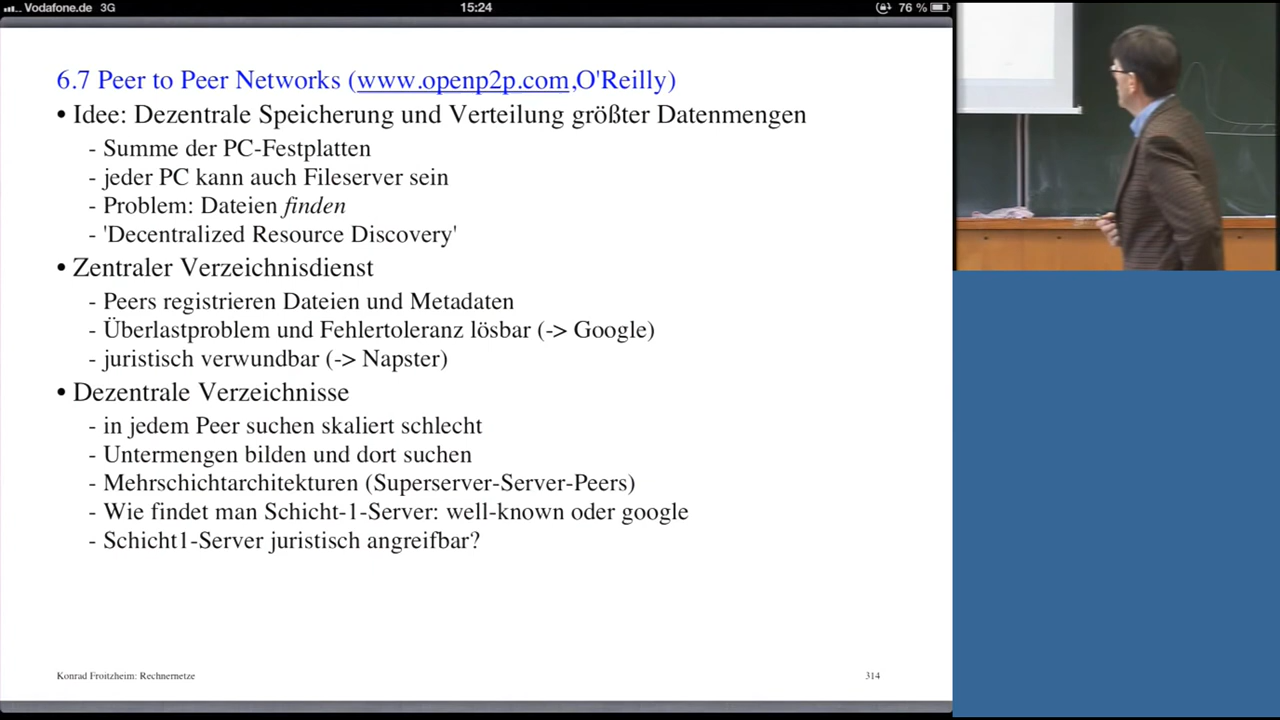 Vodafone.de 3G 15:24 76 %
6.7 Peer to Peer Networks (www.openp2p.com,O'Reilly)
• Idee: Dezentrale Speicherung und Verteilung größter Datenmengen
- Summe der PC-Festplatten
- jeder PC kann auch Fileserver sein
- Problem: Dateien finden
- 'Decentralized Resource Discovery'
• Zentraler Verzeichnisdienst
- Peers registrieren Dateien und Metadaten
- Überlastproblem und Fehlertoleranz lösbar (-> Google)
- juristisch verwundbar (-> Napster)
• Dezentrale Verzeichnisse
- in jedem Peer suchen skaliert schlecht
- Untermengen bilden und dort suchen
- Mehrschichtarchitekturen (Superserver-Server-Peers)
- Wie findet man Schicht-1-Server: well-known oder google
- Schicht1-Server juristisch angreifbar?
Konrad Froitzheim: Rechnernetze 314